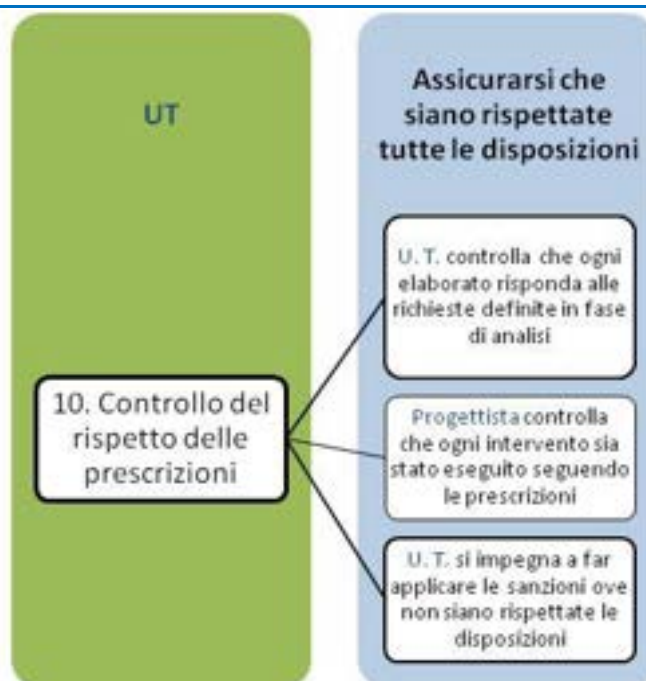 UT
10. Controllo del
rispetto delle
prescrizioni
Assicurarsi che
siano rispettate
tutte le disposizioni
U. T. controlla che ogni
elaborato risponda alle
richieste definite in fase
di analisi
Progettista controlla
che ogni intervento sia
stato eseguito seguendo
le prescrizioni
U. T. si impegna a far
applicare le sanzioni ove
non siano rispettate le
disposizioni